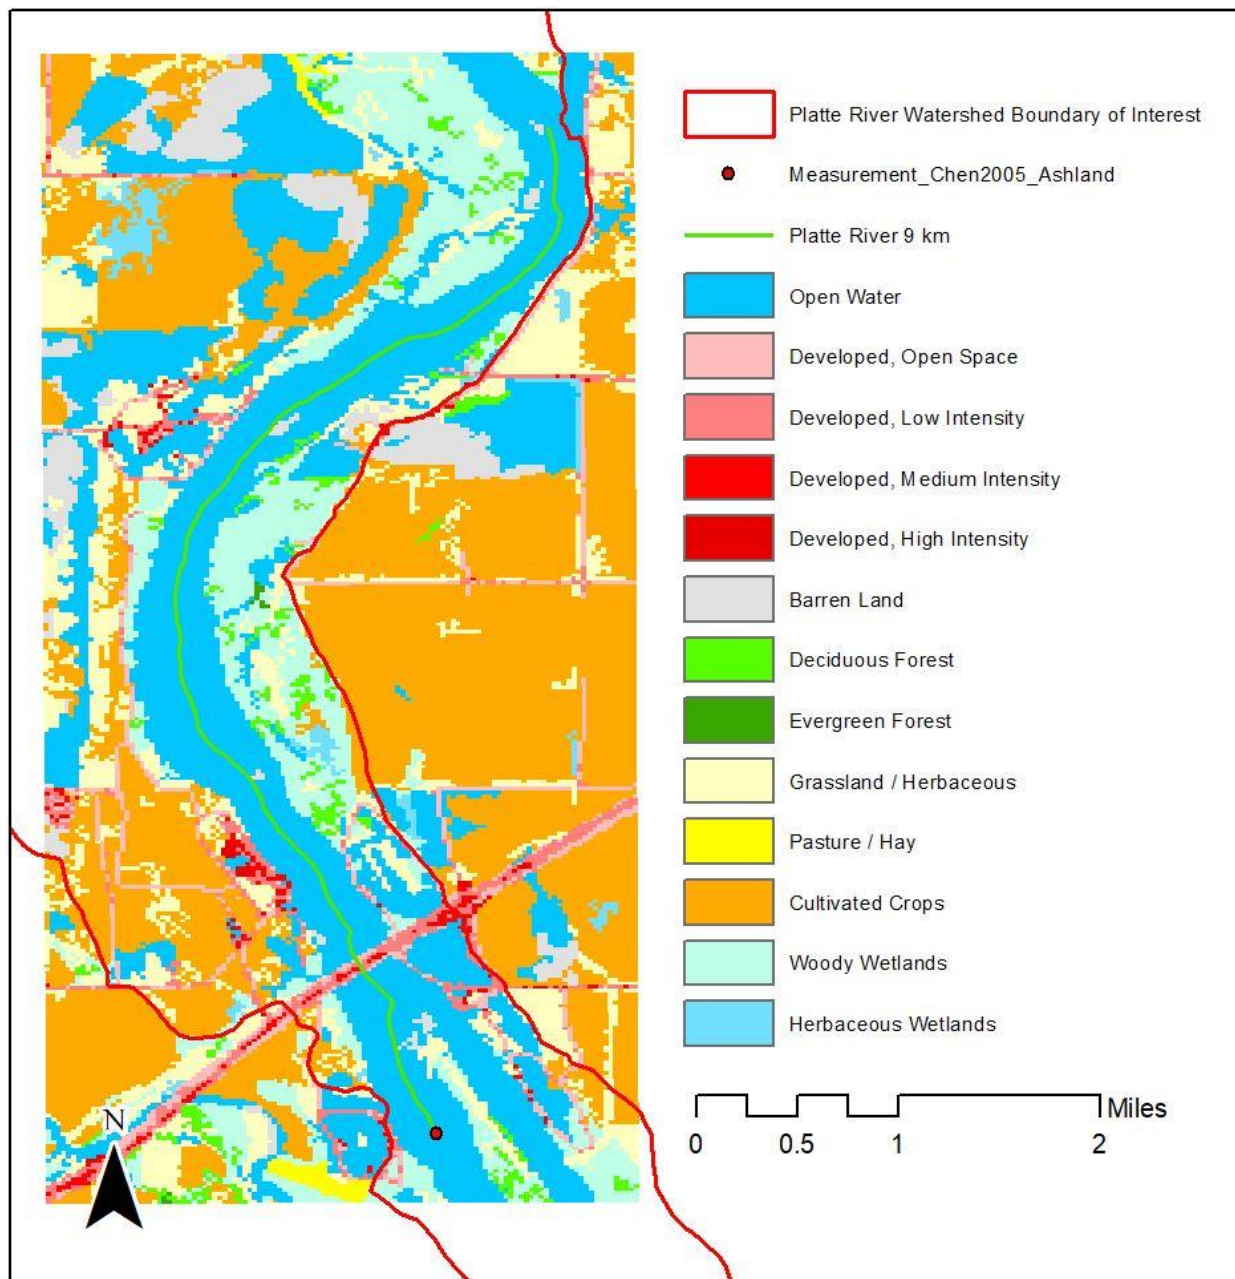 Platte River Watershed Boundary of Interest
Measurement_Chen2005_Ashland
Platte River 9 km
Open Water
Developed, Open Space
Developed, Low Intensity
Developed, Medium Intensity
Developed, High Intensity
Barren Land
Deciduous Forest
Evergreen Forest
Grassland / Herbaceous
Pasture / Hay
Cultivated Crops
Woody Wetlands
Herbaceous Wetlands
Miles
0 0.5 1 2
N